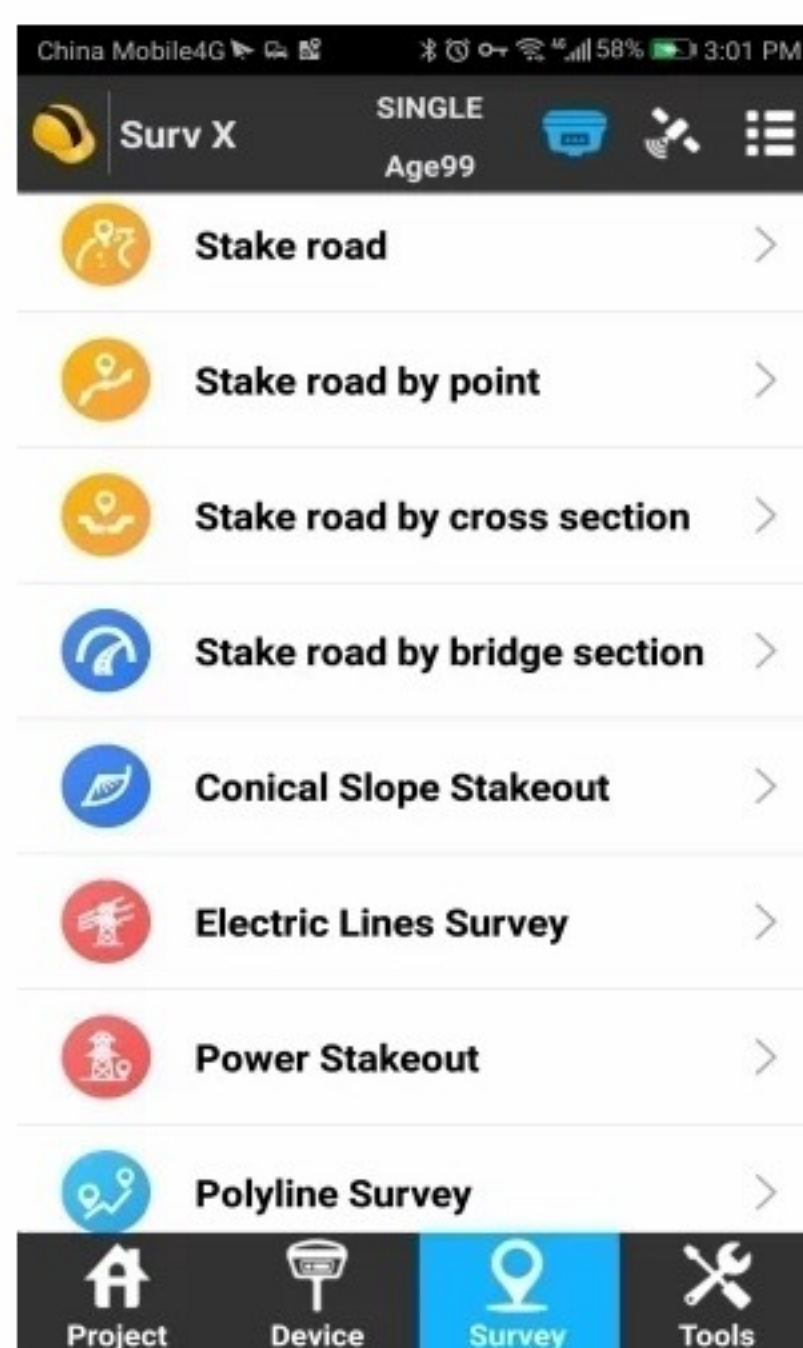 China Mobile4G 4G 58% 3:01 PM
Surv X
SINGLE
Age99
Stake road
Stake road by point
Stake road by cross section
Stake road by bridge section
Conical Slope Stakeout
Electric Lines Survey
Power Stakeout
Polyline Survey
Project Device Survey Tools